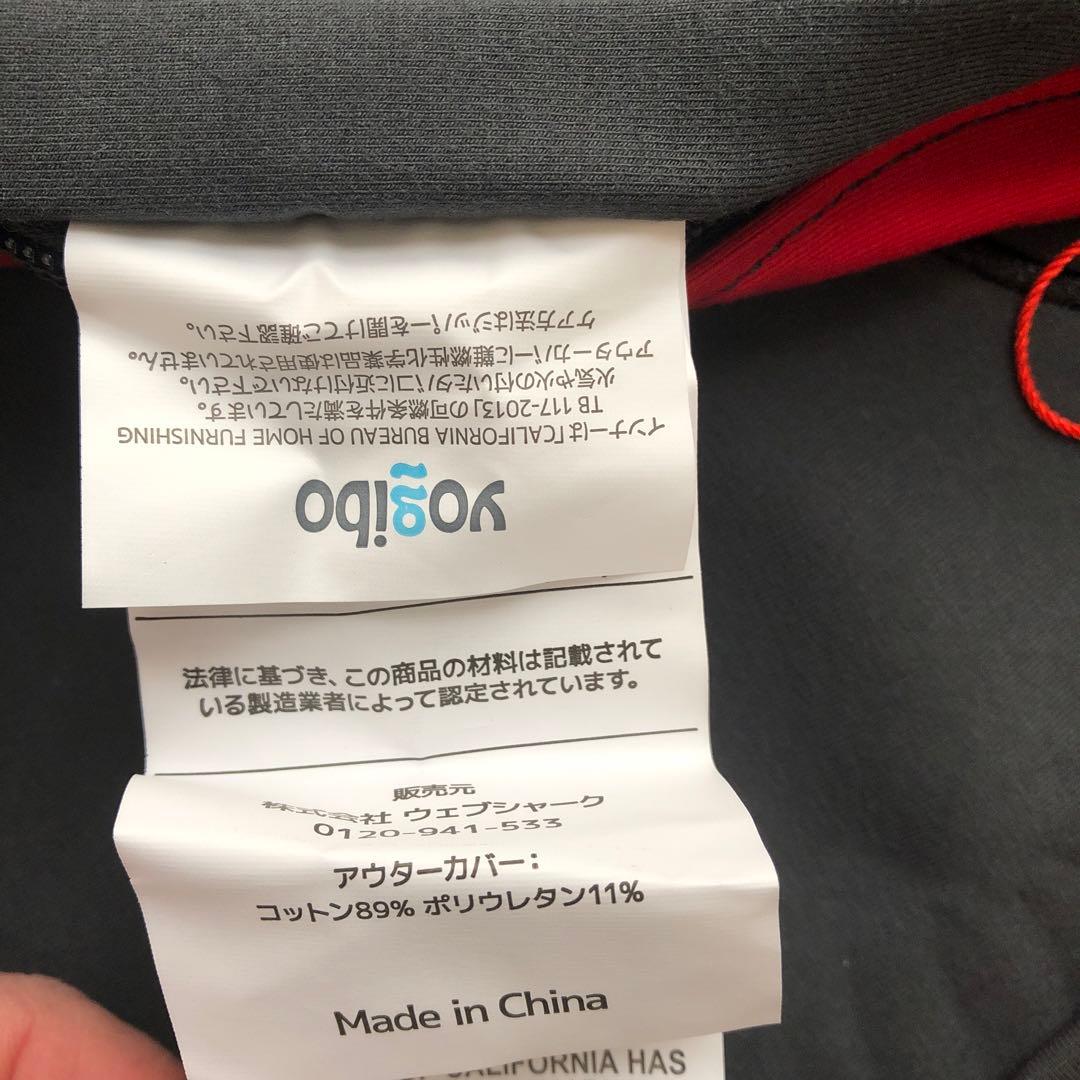 yogibo
インナーは「CALIFORNIA BUREAU OF HOME FURNISHING
TB 117-2013」の可燃条件を満たしています。
火気や火の付いたタバコに近付けないで下さい。
アウターカバーに難燃性化学薬品は使用されていません。
ケア方法はジッパーを開けてご確認下さい。
法律に基づき、この商品の材料は記載されて
いる製造業者によって認定されています。
販売元
株式会社 ウェブシャーク
0120-941-533
アウターカバー：
コットン89% ポリウレタン11%
Made in China
CALIFORNIA HAS